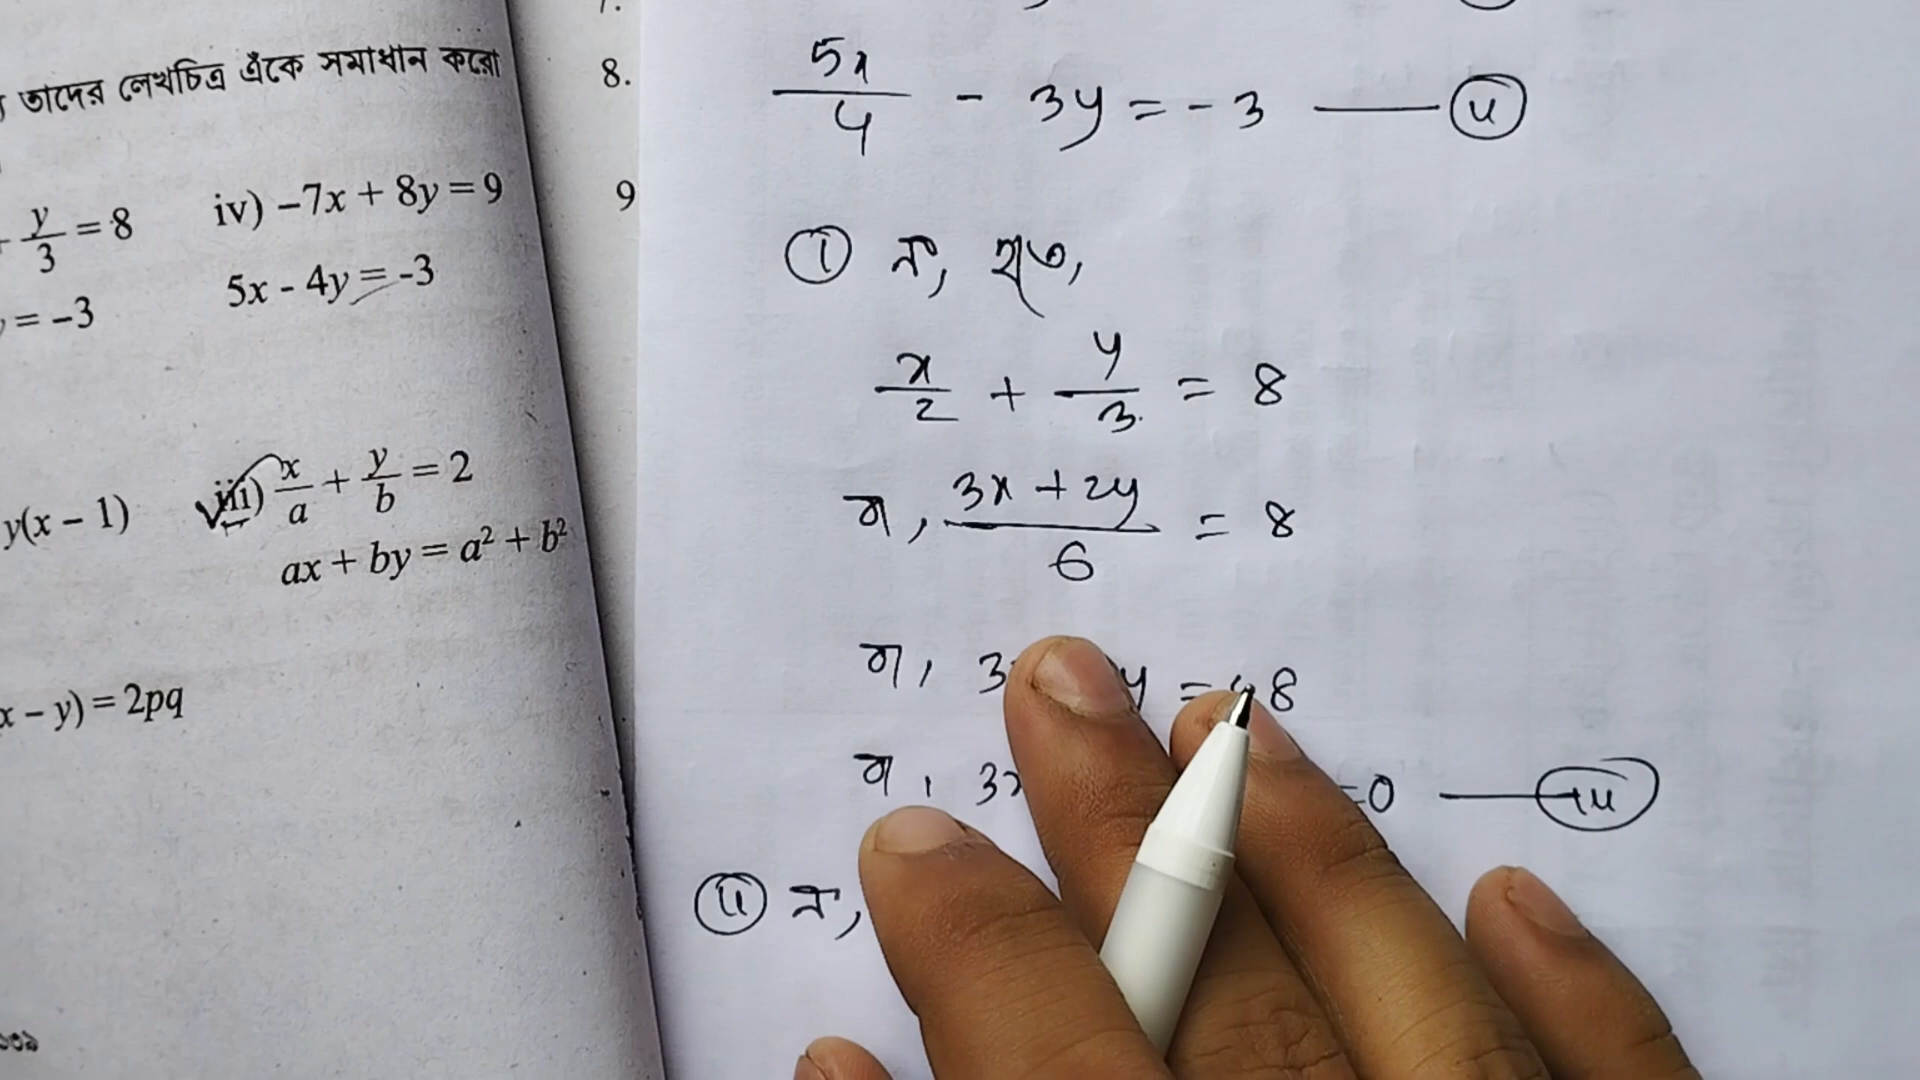 তাদের লেখচিত্র এঁকে সমাধান করো
y/3 = 8
iv) −7x + 8y = 9
= −3
5x - 4y = -3
y(x − 1)
iii) x/a + y/b = 2
ax + by = a² + b²
x − y) = 2pq
8.
9
5x/4 - 3y = - 3 — (ii)
(i) নং, হতে,
x/2 + y/3 = 8
বা, (3x + 2y)/6 = 8
বা, 3 y = 48
বা, 3x =0 — (iii)
(ii) নং,